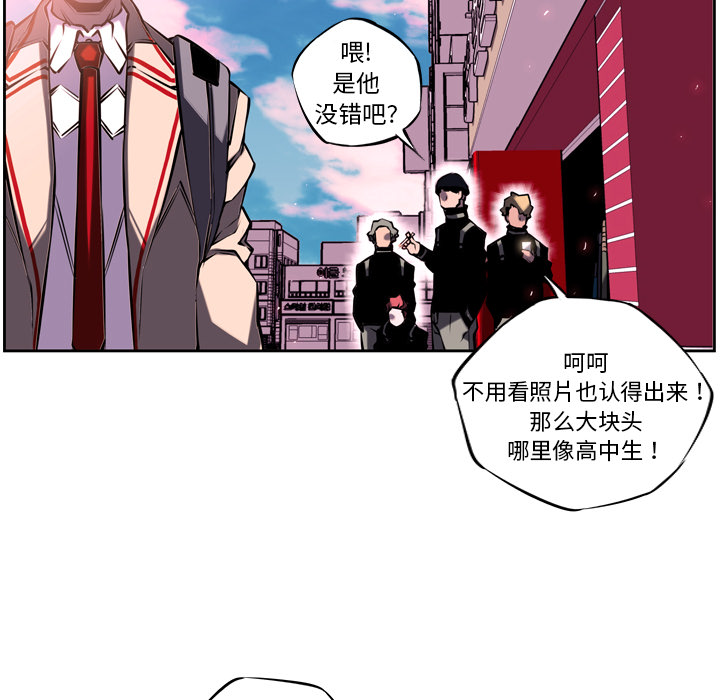 喂!
是他
没错吧?
呵呵
不用看照片也认得出来！
那么大块头
哪里像高中生！